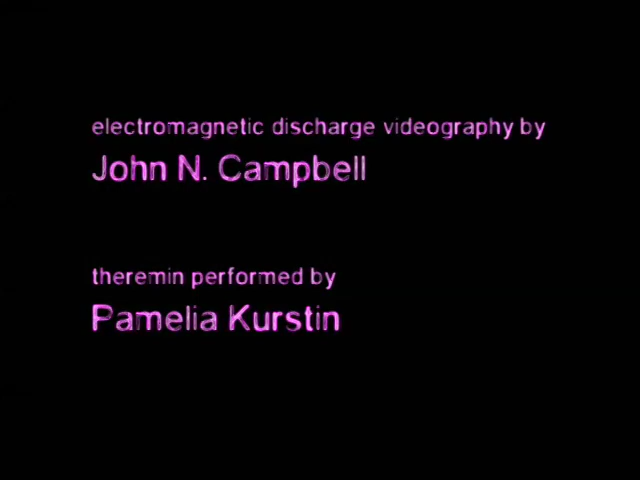 electromagnetic discharge videography by
John N. Campbell
theremin performed by
Pamelia Kurstin